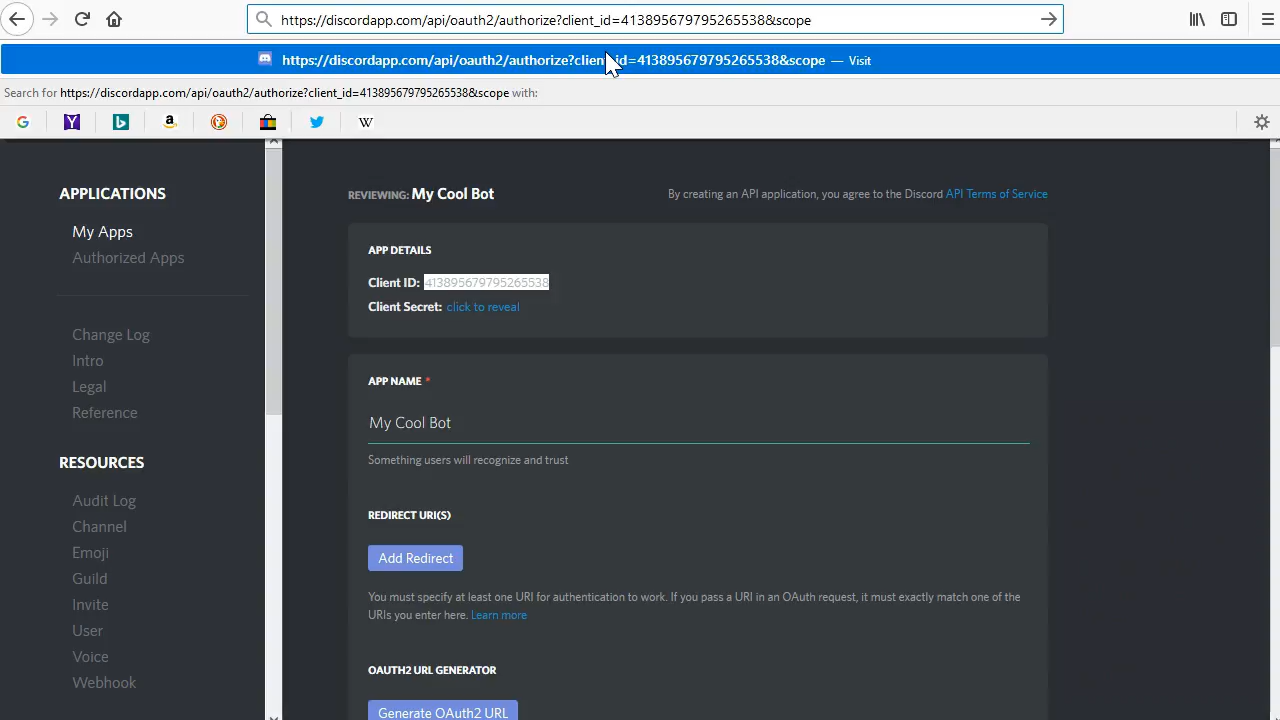 https://discordapp.com/api/oauth2/authorize?client_id=413895679795265538&scope
https://discordapp.com/api/oauth2/authorize?client_id=413895679795265538&scope — Visit
Search for https://discordapp.com/api/oauth2/authorize?client_id=413895679795265538&scope with:
APPLICATIONS
My Apps
Authorized Apps
Change Log
Intro
Legal
Reference
RESOURCES
Audit Log
Channel
Emoji
Guild
Invite
User
Voice
Webhook
REVIEWING: My Cool Bot
By creating an API application, you agree to the Discord API Terms of Service
APP DETAILS
Client ID: 413895679795265538
Client Secret: click to reveal
APP NAME *
My Cool Bot
Something users will recognize and trust
REDIRECT URI(S)
Add Redirect
You must specify at least one URI for authentication to work. If you pass a URI in an OAuth request, it must exactly match one of the
URIs you enter here. Learn more
OAUTH2 URL GENERATOR
Generate OAuth2 URL